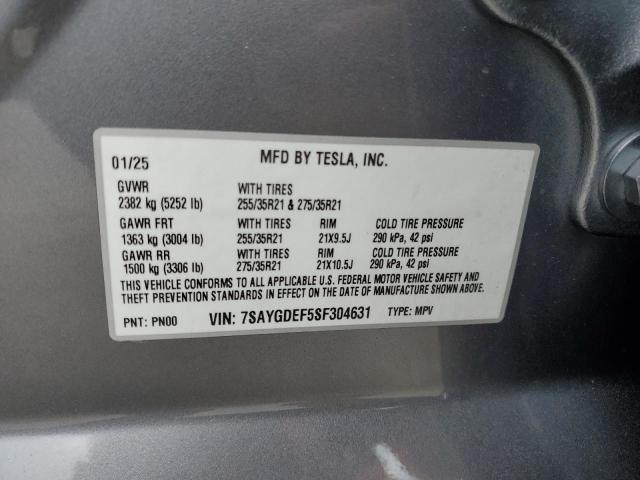 01/25 MFD BY TESLA, INC.
GVWR WITH TIRES
2382 kg (5252 lb) 255/35R21 & 275/35R21
GAWR FRT WITH TIRES RIM COLD TIRE PRESSURE
1363 kg (3004 lb) 255/35R21 21X9.5J 290 kPa, 42 psi
GAWR RR WITH TIRES RIM COLD TIRE PRESSURE
1500 kg (3306 lb) 275/35R21 21X10.5J 290 kPa, 42 psi
THIS VEHICLE CONFORMS TO ALL APPLICABLE U.S. FEDERAL MOTOR VEHICLE SAFETY AND
THEFT PREVENTION STANDARDS IN EFFECT ON THE DATE OF MANUFACTURE SHOWN ABOVE.
PNT: PN00 VIN: 7SAYGDEF5SF304631 TYPE: MPV